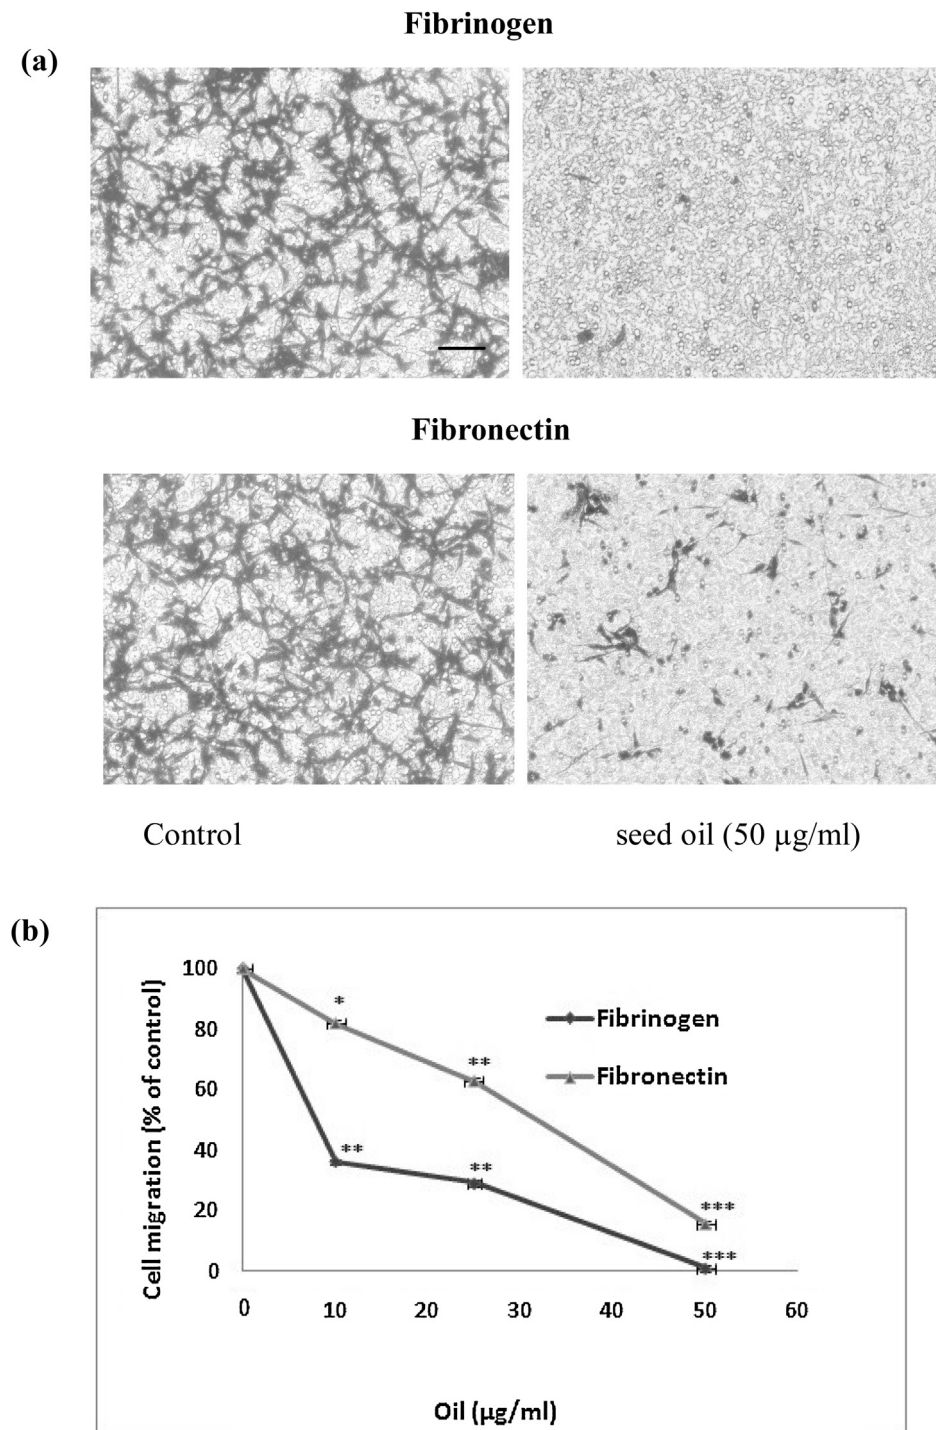 Fibrinogen
(a)
Fibronectin
Control seed oil (50 µg/ml)
(b)
Cell migration (% of control)
100
80
60
40
20
0
*
**
**
**
***
***
Fibrinogen
Fibronectin
0 10 20 30 40 50 60
Oil (µg/ml)